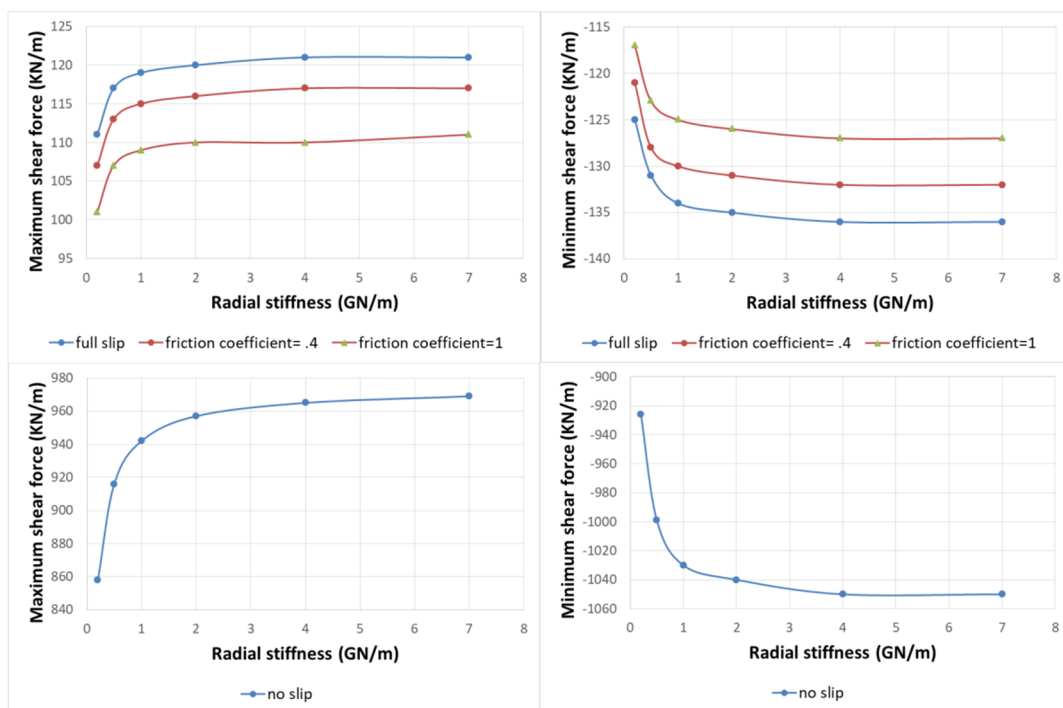 Maximum shear force (KN/m)
125
120
115
110
105
100
95
0 1 2 3 4 5 6 7 8
Radial stiffness (GN/m)
full slip friction coefficient= .4 friction coefficient=1
Minimum shear force (KN/m)
-115
-120
-125
-130
-135
-140
0 1 2 3 4 5 6 7 8
Radial stiffness (GN/m)
full slip friction coefficient= .4 friction coefficient=1
Maximum shear force (KN/m)
980
960
940
920
900
880
860
840
0 1 2 3 4 5 6 7 8
Radial stiffness (GN/m)
no slip
Minimum shear force (KN/m)
-900
-920
-940
-960
-980
-1000
-1020
-1040
-1060
0 1 2 3 4 5 6 7 8
Radial stiffness (GN/m)
no slip